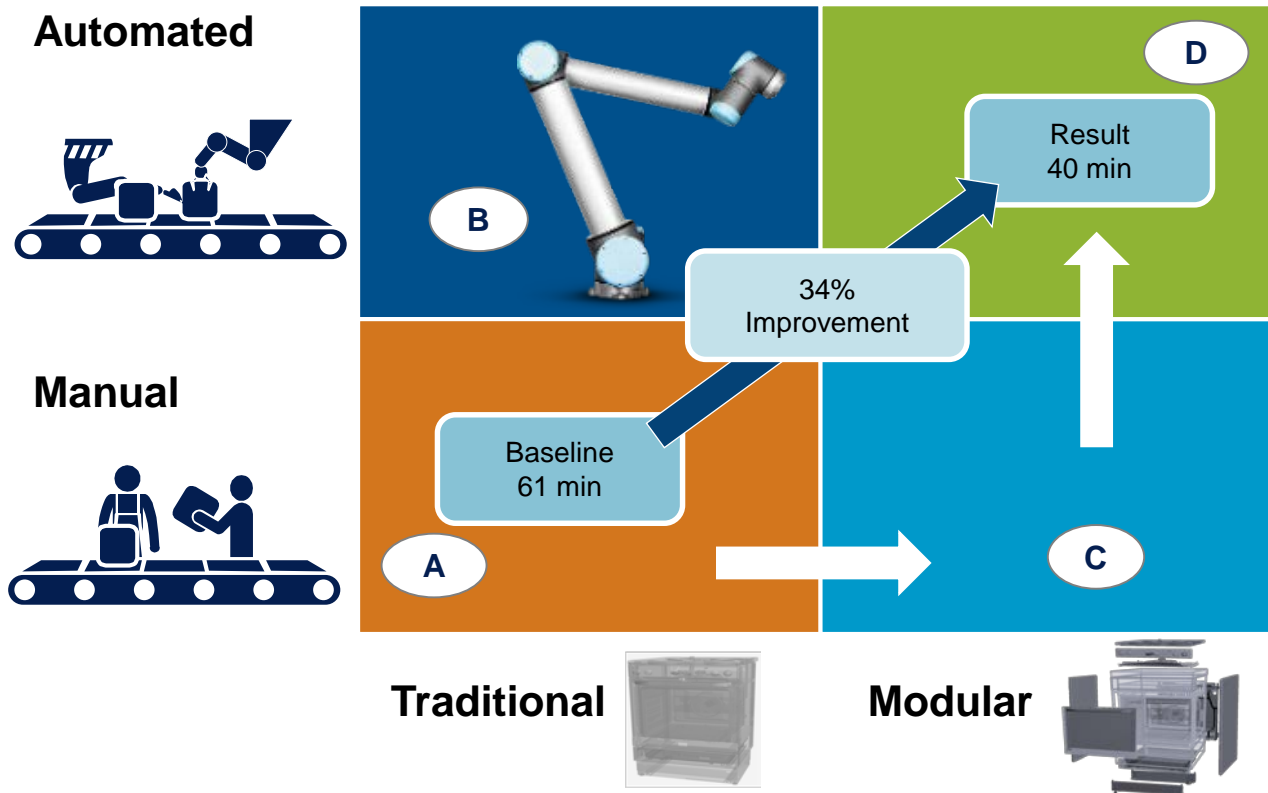 Automated
D
Result
40 min
B
34%
Improvement
Manual
Baseline
61 min
A
C
Traditional
Modular